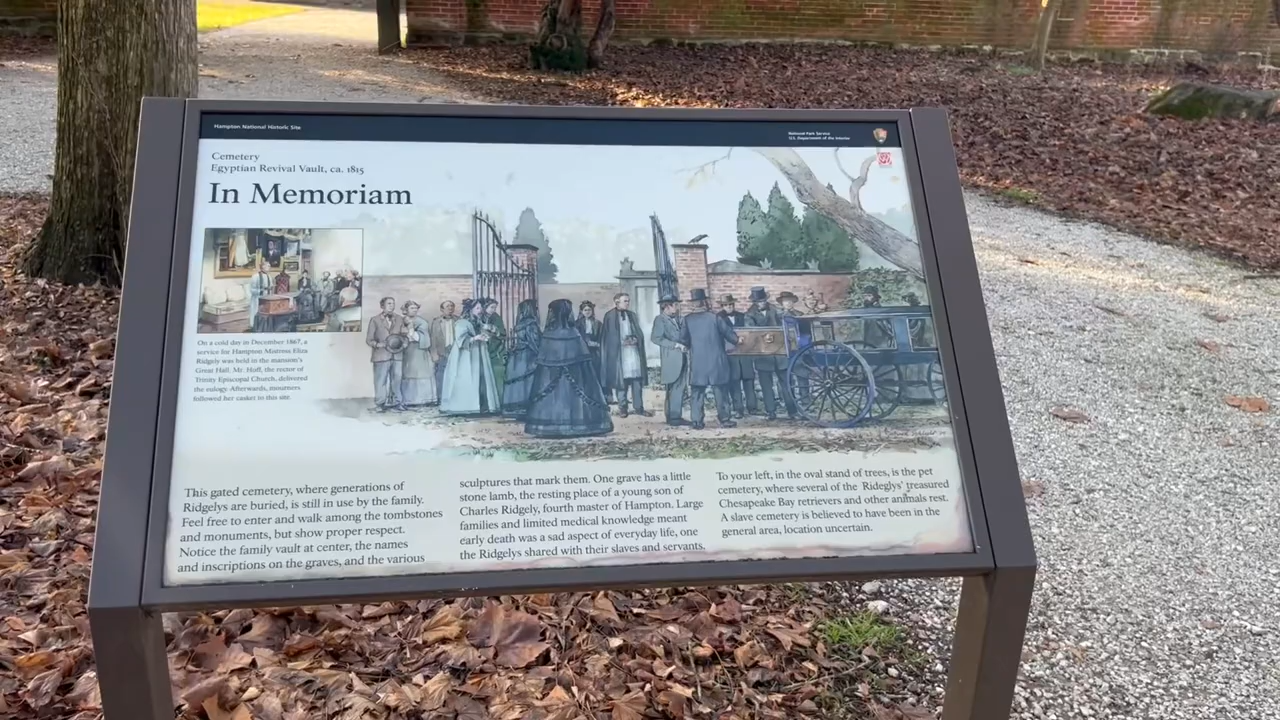 Hampton National Historic Site
National Park Service
U.S. Department of the Interior
Cemetery
Egyptian Revival Vault, ca. 1815
In Memoriam
On a cold day in December 1867, a
service for Hampton Mistress Eliza
Ridgely was held in the mansion's
Great Hall. Mr. Hoff, the rector of
Trinity Episcopal Church, delivered
the eulogy. Afterwards, mourners
followed her casket to this site.
This gated cemetery, where generations of
Ridgelys are buried, is still in use by the family.
Feel free to enter and walk among the tombstones
and monuments, but show proper respect.
Notice the family vault at center, the names
and inscriptions on the graves, and the various
sculptures that mark them. One grave has a little
stone lamb, the resting place of a young son of
Charles Ridgely, fourth master of Hampton. Large
families and limited medical knowledge meant
early death was a sad aspect of everyday life, one
the Ridgelys shared with their slaves and servants.
To your left, in the oval stand of trees, is the pet
cemetery, where several of the Rideglys' treasured
Chesapeake Bay retrievers and other animals rest.
A slave cemetery is believed to have been in the
general area, location uncertain.